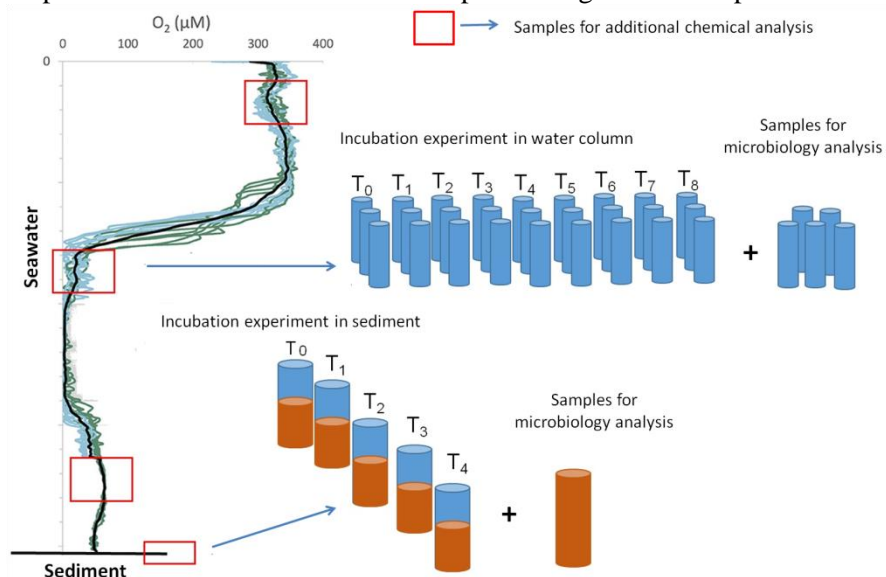 O₂ (µM)
0 100 200 300 400
0
Samples for additional chemical analysis
Seawater
Incubation experiment in water column
T₀ T₁ T₂ T₃ T₄ T₅ T₆ T₇ T₈
Samples for
microbiology analysis
+
Incubation experiment in sediment
T₀
T₁
T₂
T₃
T₄
Samples for
microbiology analysis
+
Sediment